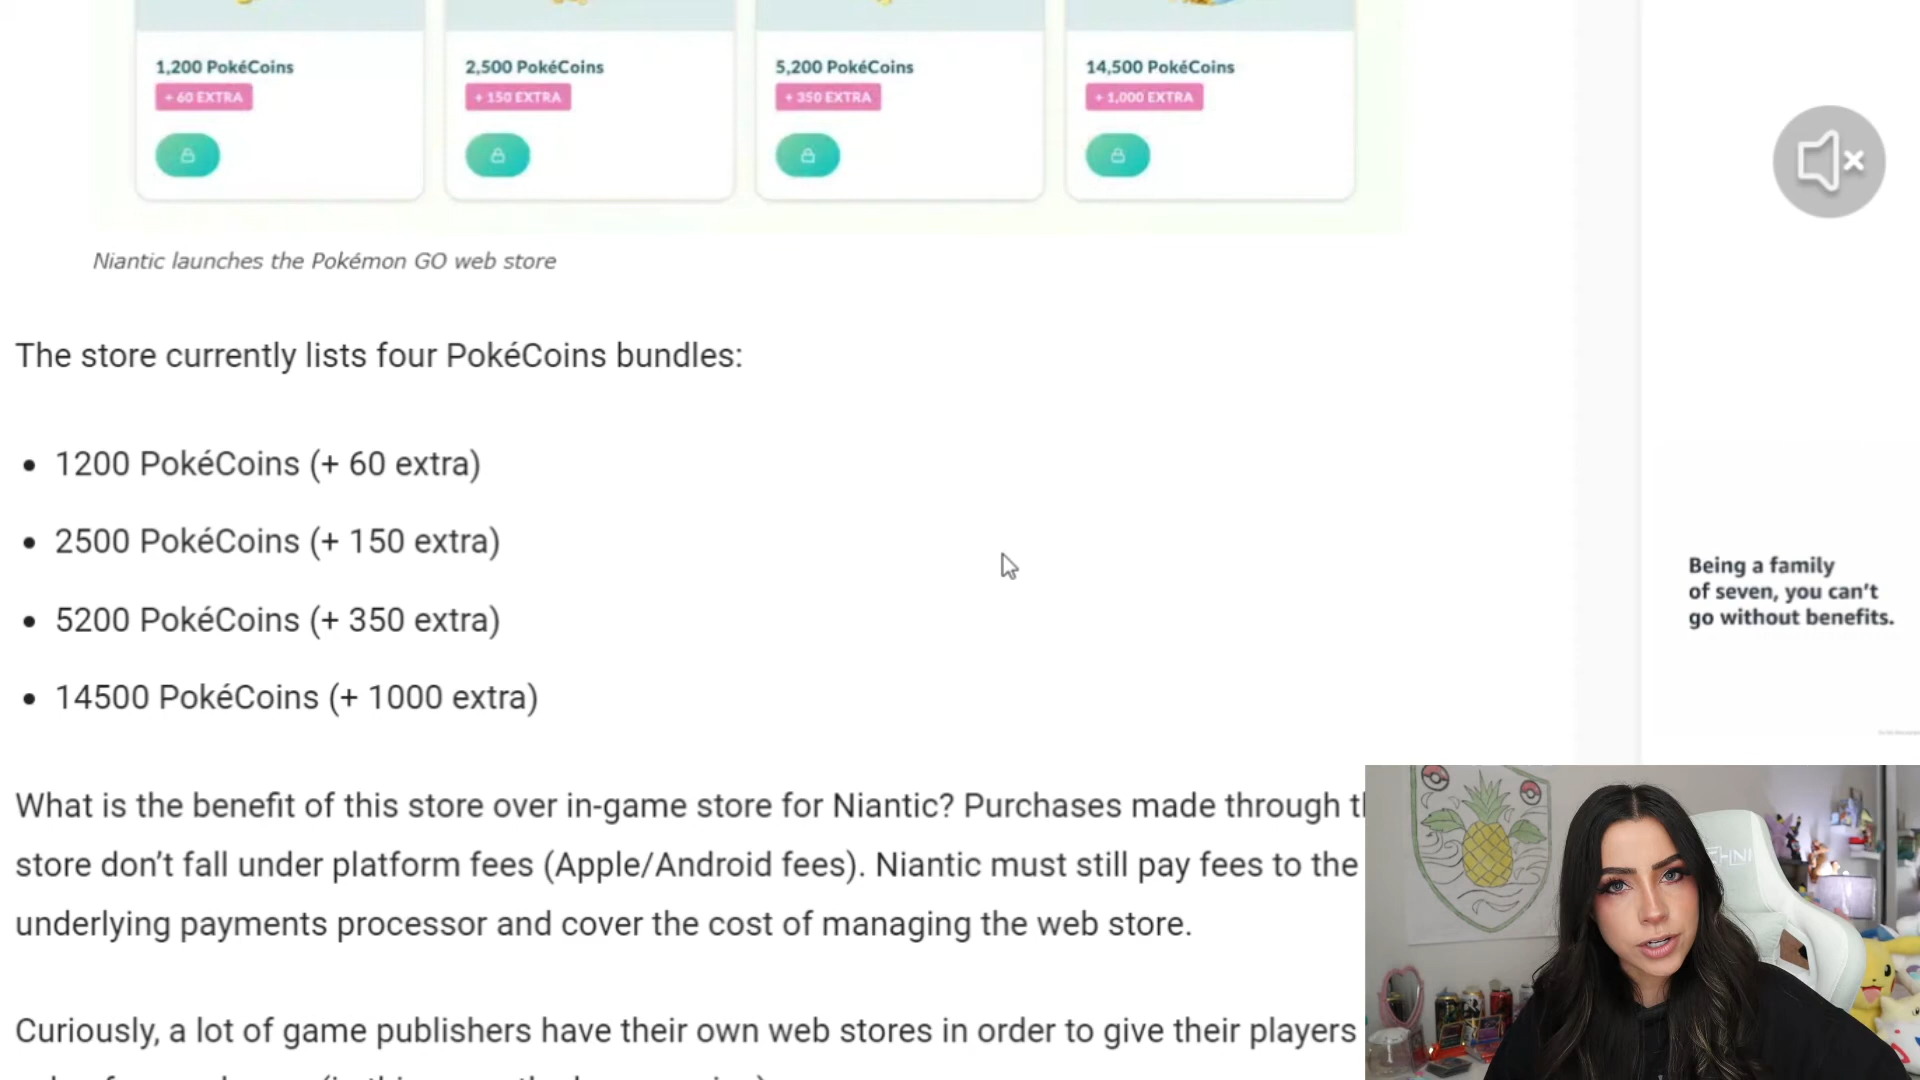 1,200 PokéCoins
+ 60 EXTRA
2,500 PokéCoins
+ 150 EXTRA
5,200 PokéCoins
+ 350 EXTRA
14,500 PokéCoins
+ 1,000 EXTRA
Niantic launches the Pokémon GO web store
The store currently lists four PokéCoins bundles:
1200 PokéCoins (+ 60 extra)
2500 PokéCoins (+ 150 extra)
5200 PokéCoins (+ 350 extra)
14500 PokéCoins (+ 1000 extra)
What is the benefit of this store over in-game store for Niantic? Purchases made through
store don’t fall under platform fees (Apple/Android fees). Niantic must still pay fees to the
underlying payments processor and cover the cost of managing the web store.
Curiously, a lot of game publishers have their own web stores in order to give their players
Being a family
of seven, you can’t
go without benefits.